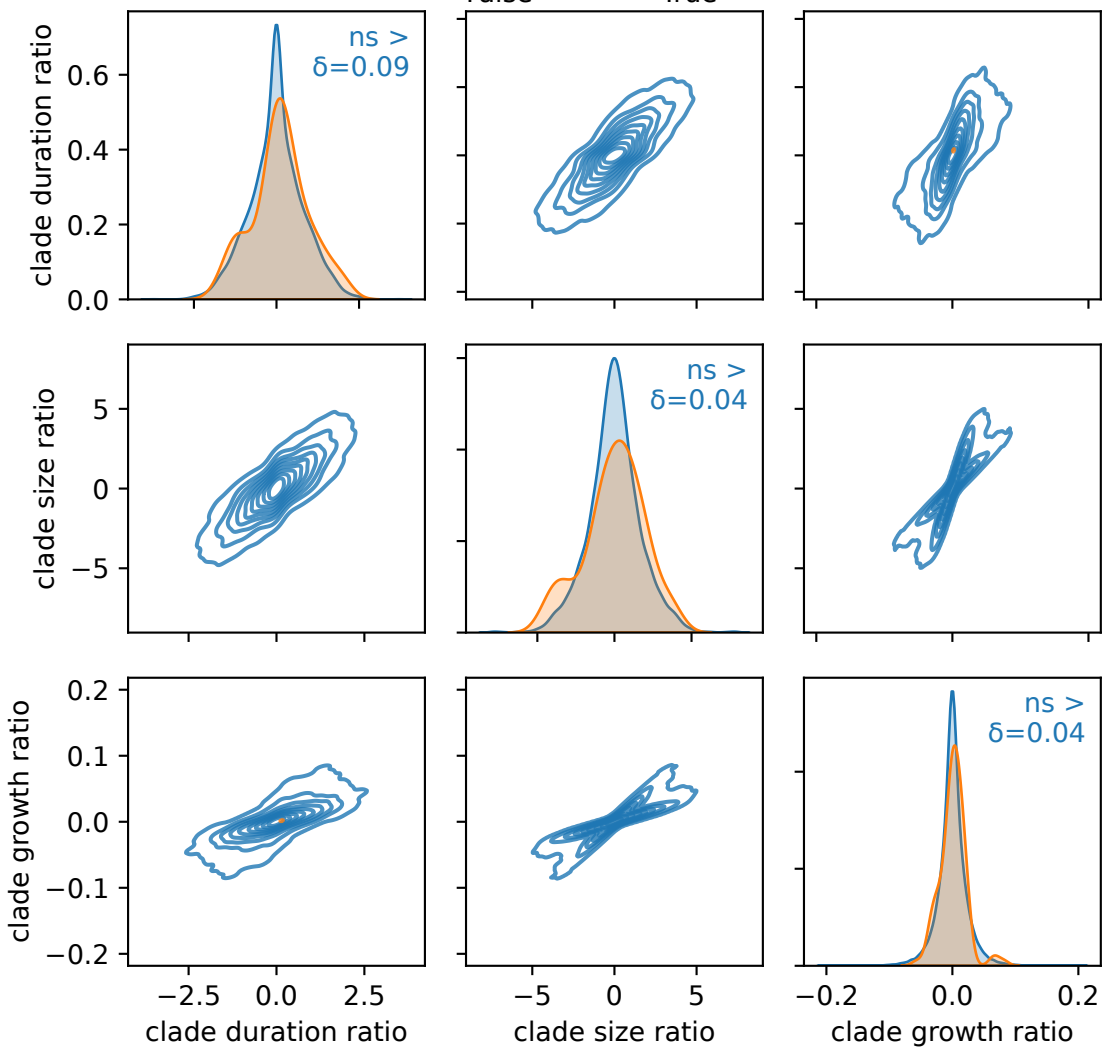 clade duration ratio
0.6
0.4
0.2
0.0
ns >
δ=0.09
clade size ratio
5
0
−5
ns >
δ=0.04
clade growth ratio
0.2
0.1
0.0
−0.1
−0.2
ns >
δ=0.04
−2.5 0.0 2.5
clade duration ratio
−5 0 5
clade size ratio
−0.2 0.0 0.2
clade growth ratio